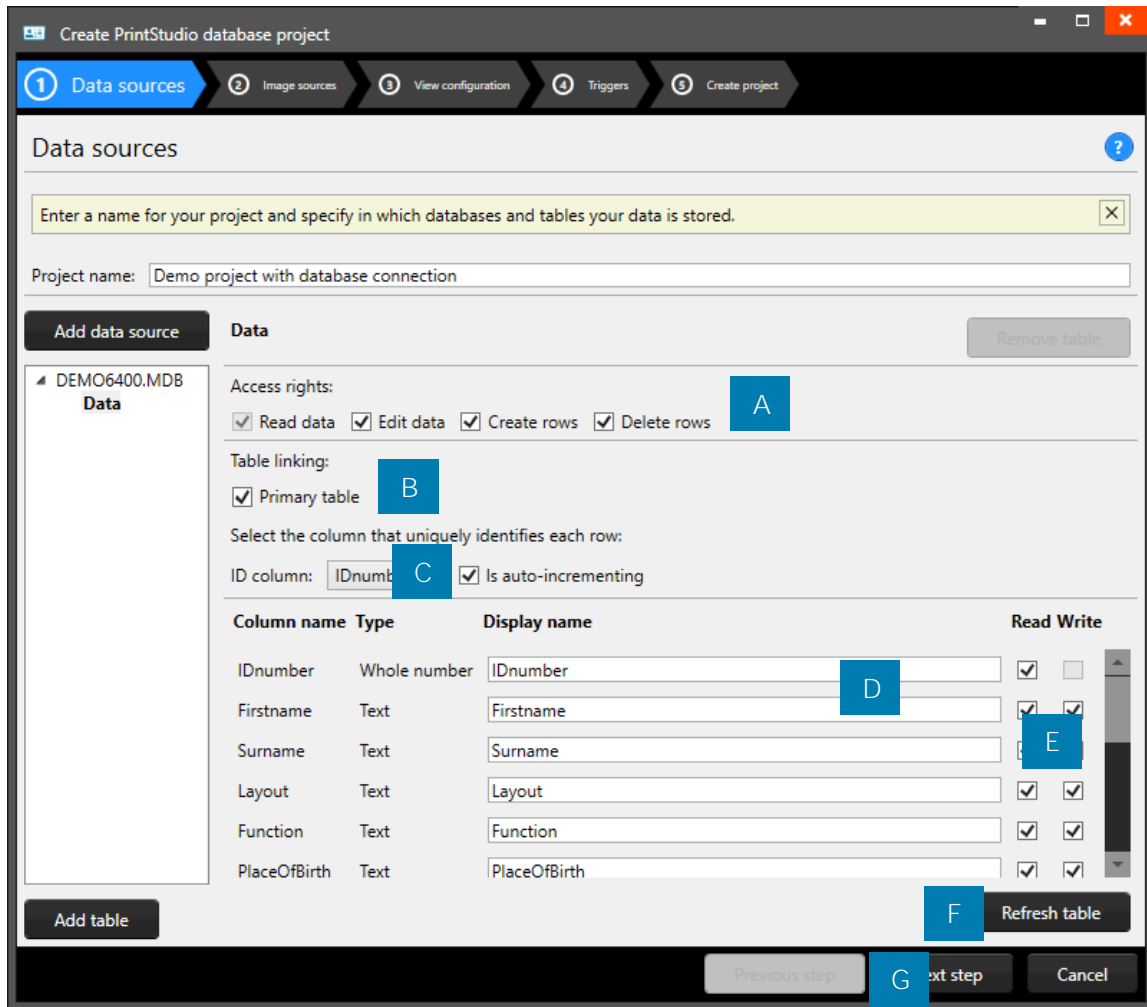 Create PrintStudio database project
1 Data sources 2 Image sources 3 View configuration 4 Triggers 5 Create project
Data sources ?
Enter a name for your project and specify in which databases and tables your data is stored.
Project name: Demo project with database connection
Add data source Data Remove table
DEMO6400.MDB
Data
Access rights:
Read data Edit data Create rows Delete rows A
Table linking:
Primary table B
Select the column that uniquely identifies each row:
ID column: IDnumb C Is auto-incrementing
Column name Type Display name Read Write
IDnumber Whole number IDnumber D
Firstname Text Firstname
Surname Text Surname E
Layout Text Layout
Function Text Function
PlaceOfBirth Text PlaceOfBirth
Add table F Refresh table
Previous step G ext step Cancel